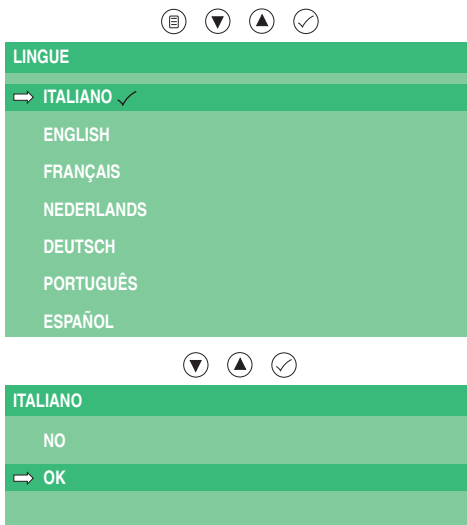 LINGUE
ITALIANO
ENGLISH
FRANÇAIS
NEDERLANDS
DEUTSCH
PORTUGUÊS
ESPAÑOL
ITALIANO
NO
OK